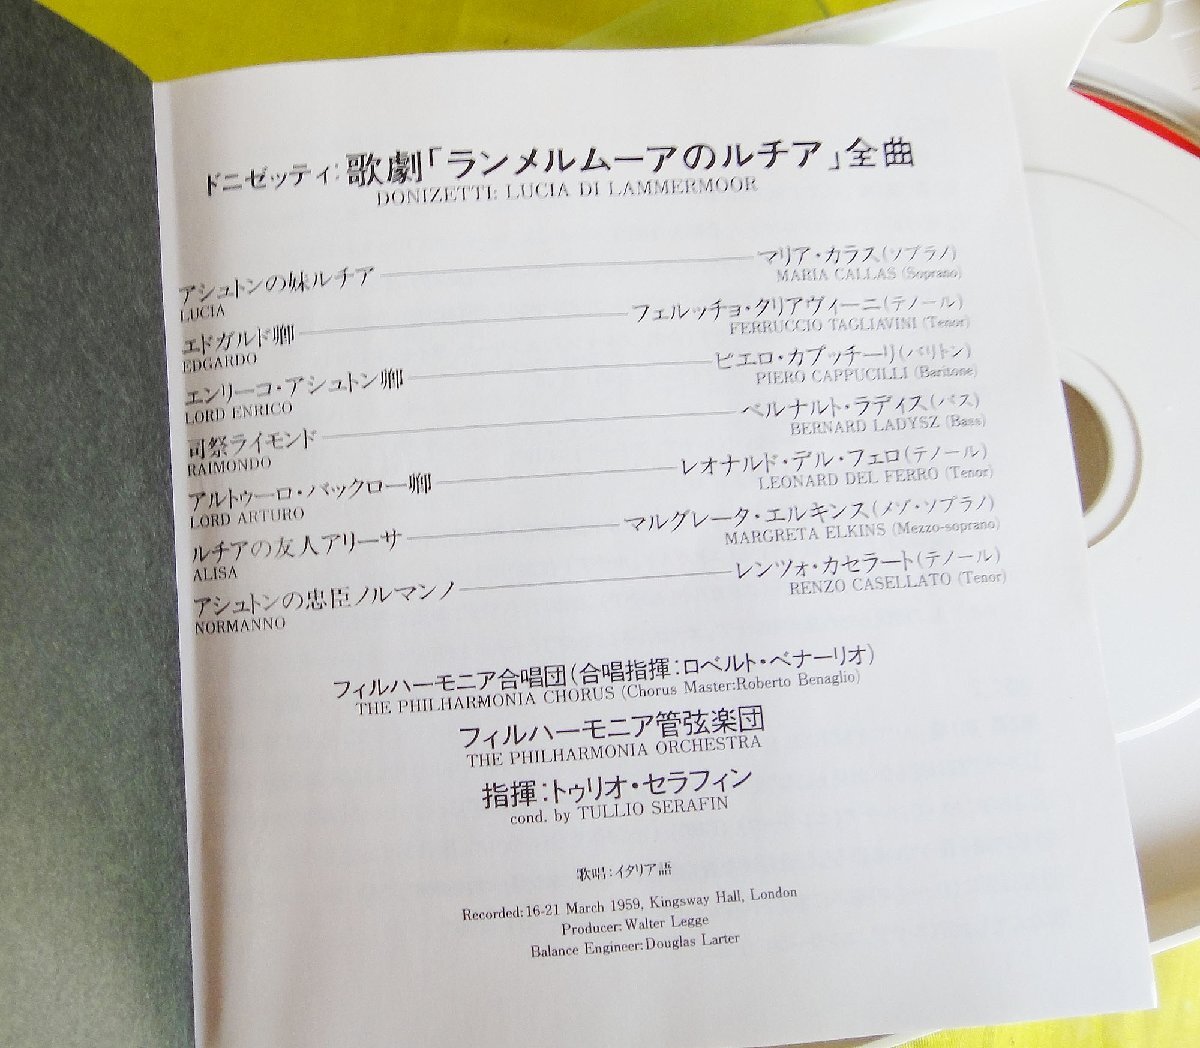 ドニゼッティ:歌劇「ランメルムーアのルチア」全曲
DONIZETTI: LUCIA DI LAMMERMOOR
アシュトンの妹ルチア マリア・カラス(ソプラノ)
LUCIA MARIA CALLAS (Soprano)
エドガルド卿 フェルッチョ・タリアヴィーニ(テノール)
EDGARDO FERRUCCIO TAGLIAVINI (Tenor)
エンリーコ・アシュトン卿 ピエロ・カプッチーリ(バリトン)
LORD ENRICO PIERO CAPPUCILLI (Baritone)
司祭ライモンド ベルナルト・ラディス(バス)
RAIMONDO BERNARD LADYSZ (Bass)
アルトゥーロ・バックロー卿 レオナルド・デル・フェロ(テノール)
LORD ARTURO LEONARD DEL FERRO (Tenor)
ルチアの友人アリーサ マルグレータ・エルキンス(メゾ・ソプラノ)
ALISA MARGRETA ELKINS (Mezzo-soprano)
アシュトンの忠臣ノルマンノ レンツォ・カセラート(テノール)
NORMANNO RENZO CASELLATO (Tenor)
フィルハーモニア合唱団(合唱指揮:ロベルト・ベナーリオ)
THE PHILHARMONIA CHORUS (Chorus Master:Roberto Benaglio)
フィルハーモニア管弦楽団
THE PHILHARMONIA ORCHESTRA
指揮:トゥリオ・セラフィン
cond. by TULLIO SERAFIN
歌唱:イタリア語
Recorded:16-21 March 1959, Kingsway Hall, London
Producer:Walter Legge
Balance Engineer:Douglas Larter